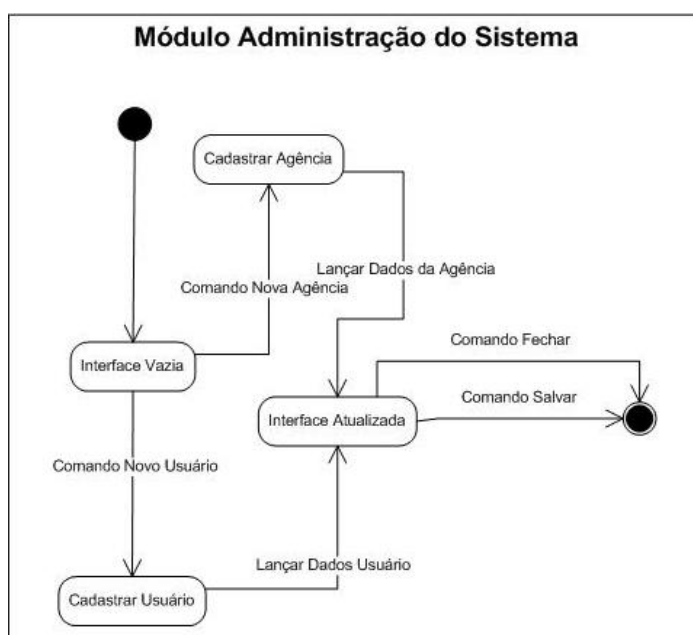 Módulo Administração do Sistema
Cadastrar Agência
Lançar Dados da Agência
Comando Nova Agência
Comando Fechar
Interface Vazia
Comando Salvar
Interface Atualizada
Comando Novo Usuário
Lançar Dados Usuário
Cadastrar Usuário